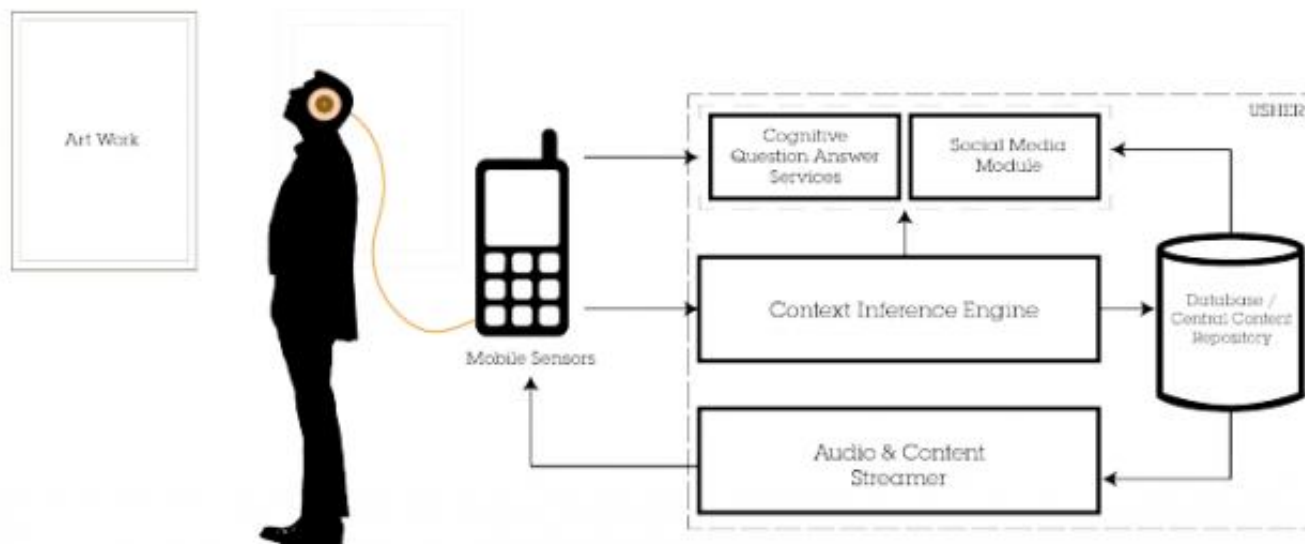 Art Work
Mobile Sensors
USHER
Cognitive
Question Answer
Services
Social Media
Module
Context Inference Engine
Database /
Central Content
Repository
Audio & Content
Streamer